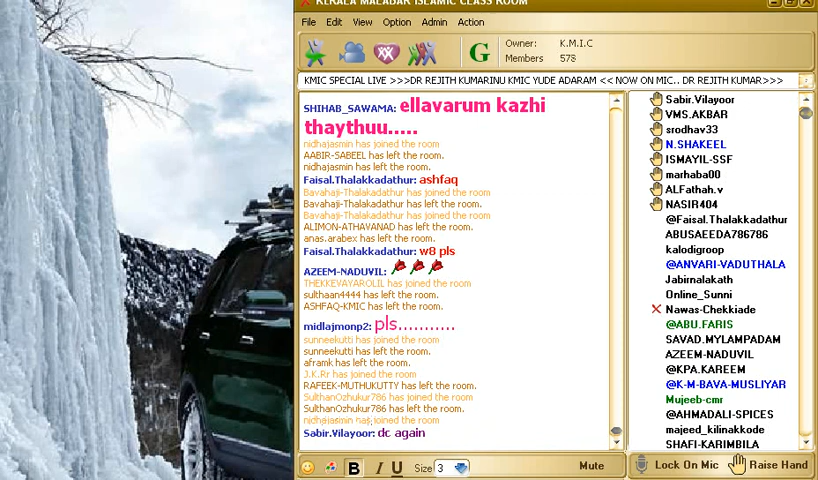 KERALA MALABAR ISLAMIC CLASS ROOM
File Edit View Option Admin Action
G
Owner: K.M.I.C
Members 573
KMIC SPECIAL LIVE >>>DR REJITH KUMARINU KMIC YUDE ADARAM << NOW ON MIC.. DR REJITH KUMAR>>>
SHIHAB_SAWAMA: ellavarum kazhi
thaythuu.....
nidhajasmin has joined the room
AABIR-SABEEL has left the room.
nidhajasmin has left the room.
Faisal.Thalakkadathur: ashfaq
Bavahaji-Thalakadathur has joined the room
Bavahaji-Thalakadathur has left the room.
Bavahaji-Thalakadathur has joined the room
ALIMON-ATHAVANAD has left the room.
anas.arabex has left the room.
Faisal.Thalakkadathur: w8 pls
AZEEM-NADUVIL:
THEKKEVAYAROLIL has joined the room
sulthaan4444 has left the room.
ASHFAQ-KMIC has left the room.
midlajmonp2: pls...........
sunneekutti has joined the room
sunneekutti has left the room.
aframk has left the room.
J.K.Rr has joined the room
RAFEEK-MUTHUKUTTY has left the room.
SulthanOzhukur786 has joined the room
SulthanOzhukur786 has left the room.
nidhajasmin has joined the room
Sabir.Vilayoor: dc again
Sabir.Vilayoor
VMS.AKBAR
srodhav33
N.SHAKEEL
ISMAYIL-SSF
marhaba00
ALFathah.v
NASIR404
@Faisal.Thalakkadathur
ABUSAEEDA786786
kalodigroop
@ANVARI-VADUTHALA
Jabirnalakath
Online_Sunni
Nawas-Chekkiade
@ABU.FARIS
SAVAD.MYLAMPADAM
AZEEM-NADUVIL
@KPA.KAREEM
@K-M-BAVA-MUSLIYAR
Mujeeb-cmr
@AHMADALI-SPICES
majeed_kilinakkode
SHAFI-KARIMBILA
B I U Size 3 Mute
Lock On Mic Raise Hand